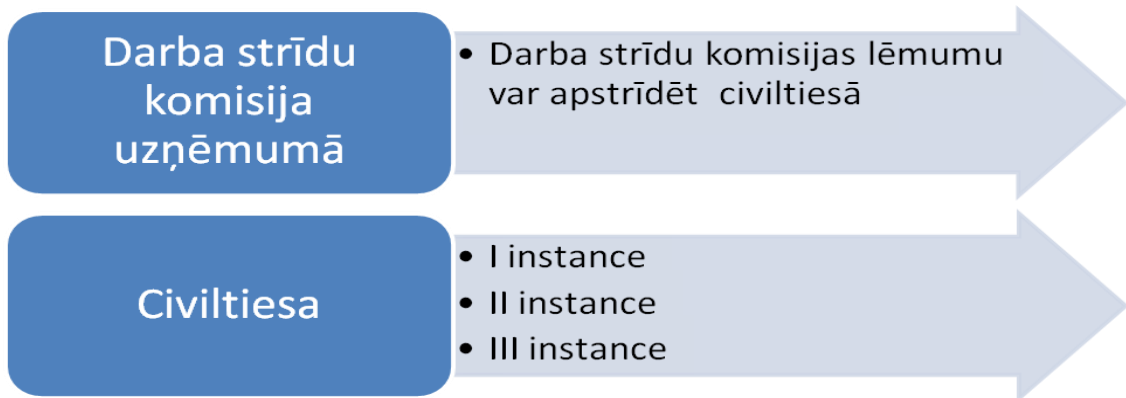 Darba strīdu
komisija
uzņēmumā
• Darba strīdu komisijas lēmumu
var apstrīdēt civiltiesā
Civiltiesa
• I instance
• II instance
• III instance